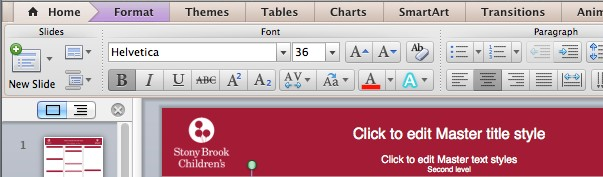 Home Format Themes Tables Charts SmartArt Transitions Anim
Slides Font Paragraph
New Slide
Helvetica 36 A A Ab
B I U ABC A2 A2 AV Aa A A
1
Stony Brook
Children's
Click to edit Master title style
Click to edit Master text styles
Second level